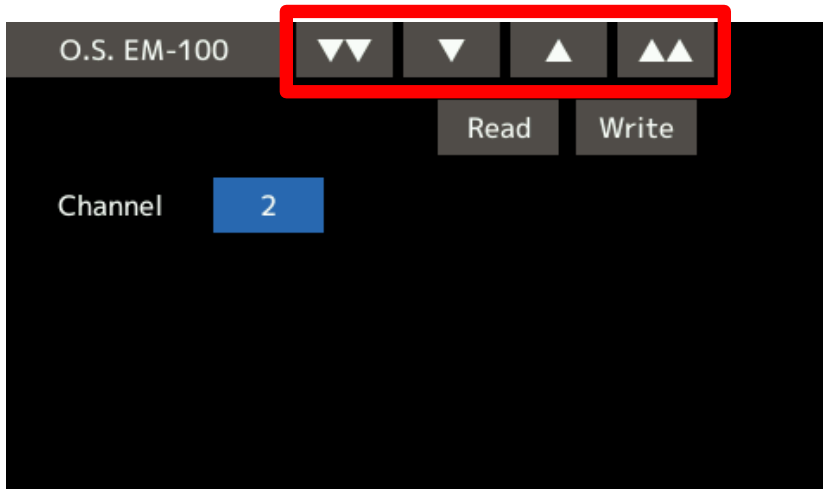 O.S. EM-100 ▼▼ ▼ ▲ ▲▲
Read Write
Channel 2